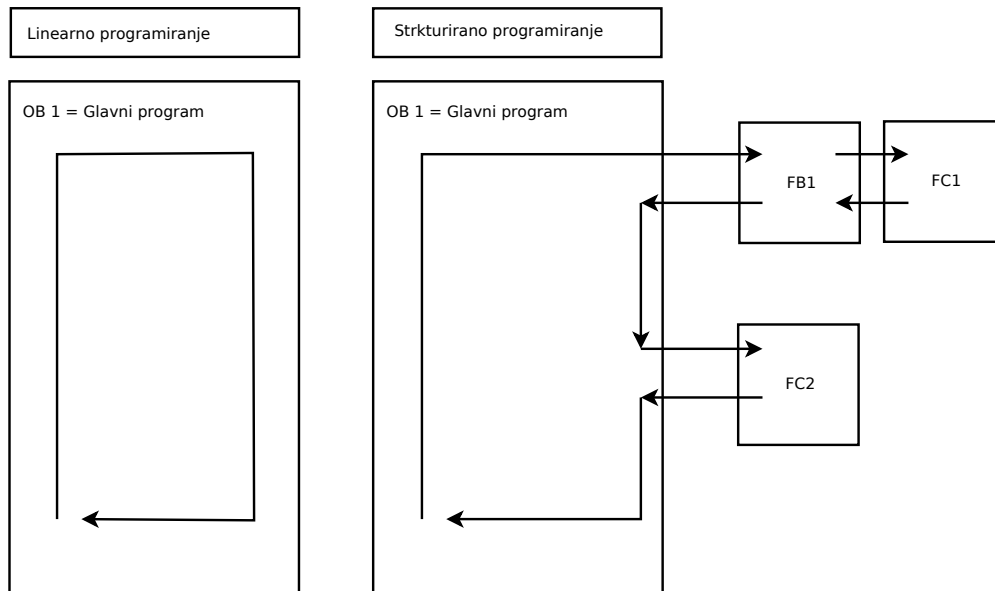 Linearno programiranje
Strkturirano programiranje
OB 1 = Glavni program
OB 1 = Glavni program
FB1
FC1
FC2